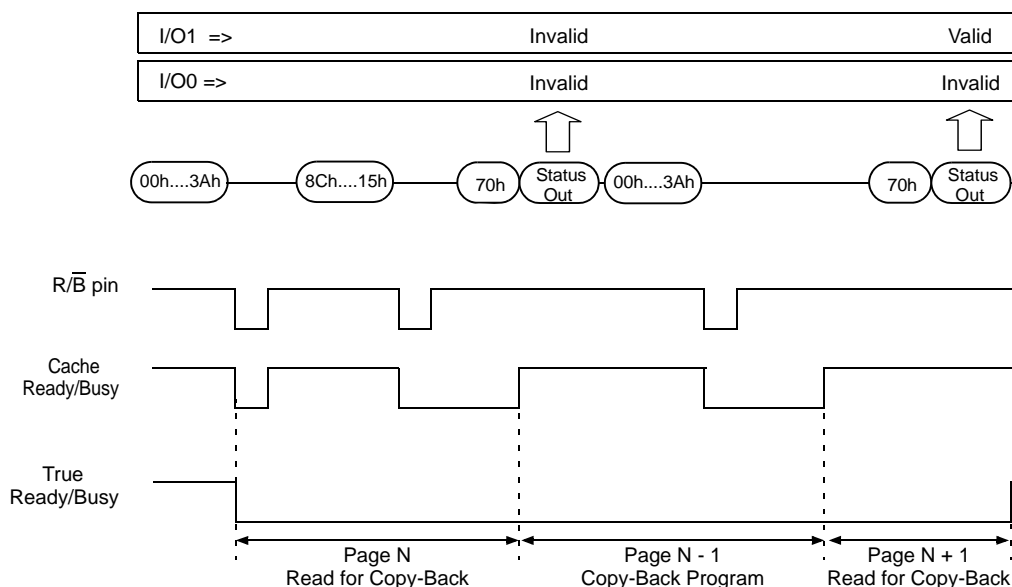 I/O1 => Invalid Valid
I/O0 => Invalid Invalid
00h....3Ah 8Ch....15h 70h Status Out 00h....3Ah 70h Status Out
R/B̅ pin
Cache
Ready/Busy
True
Ready/Busy
Page N Page N - 1 Page N + 1
Read for Copy-Back Copy-Back Program Read for Copy-Back